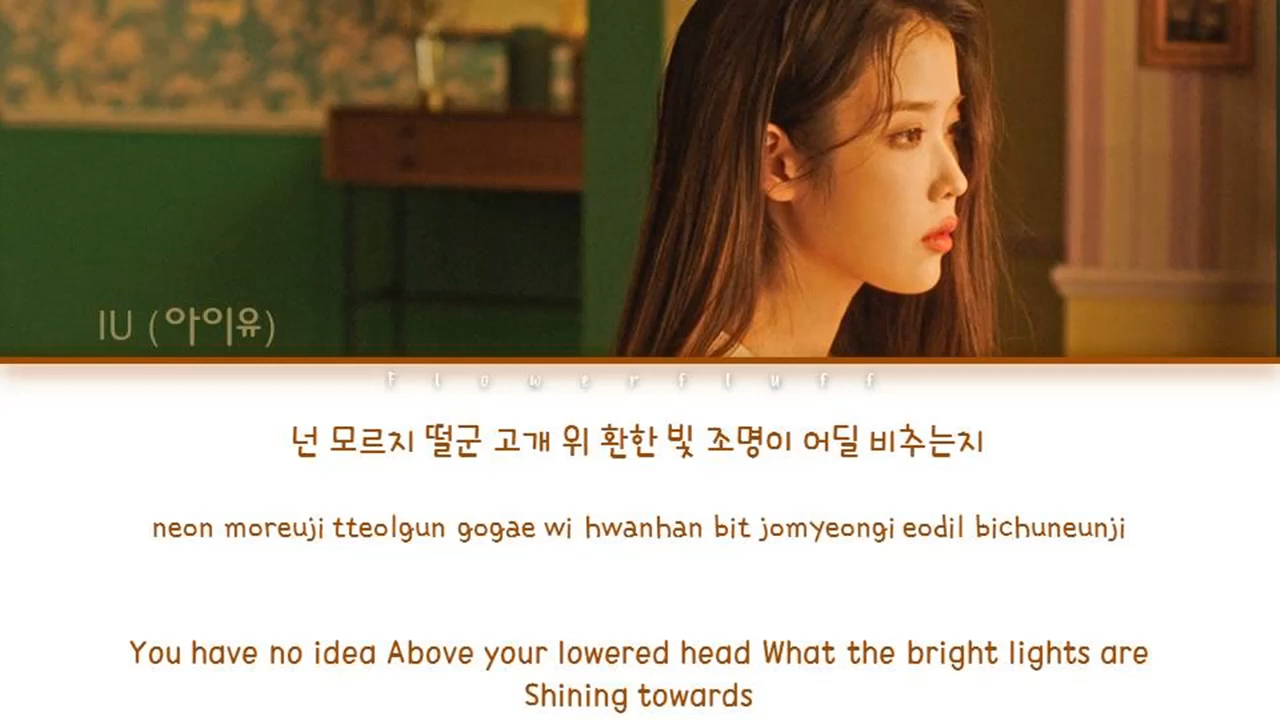 IU (아이유)
Flowerfluff
넌 모르지 떨군 고개 위 환한 빛 조명이 어딜 비추는지
neon moreuji tteolgun gogae wi hwanhan bit jomyeongi eodil bichuneunji
You have no idea Above your lowered head What the bright lights are
Shining towards